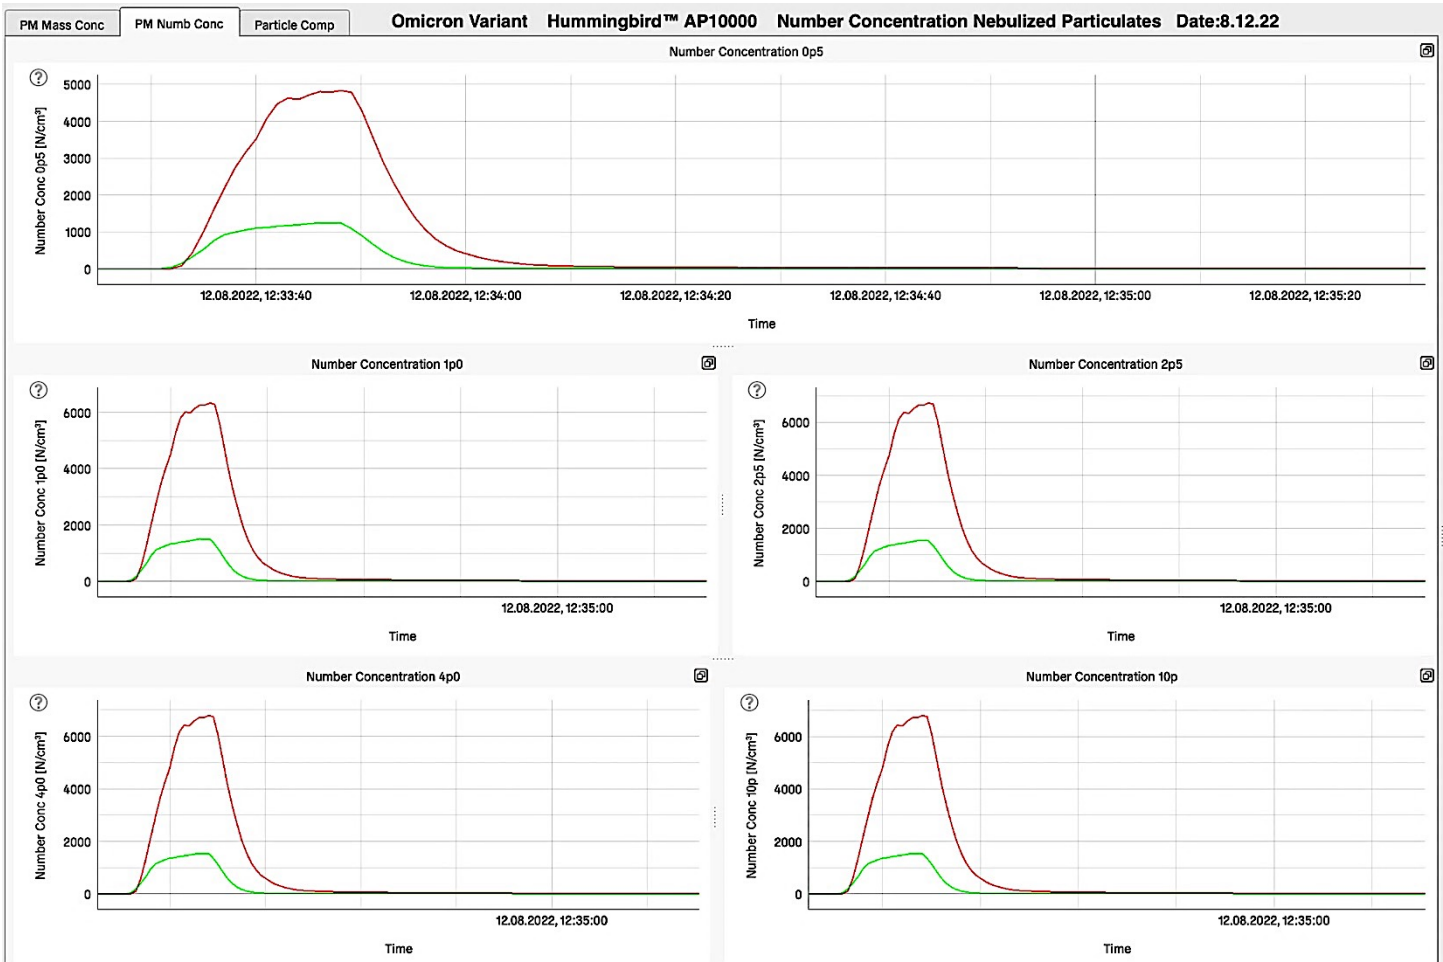 PM Mass Conc PM Numb Conc Particle Comp Omicron Variant Hummingbird™ AP10000 Number Concentration Nebulized Particulates Date:8.12.22
Number Concentration 0p5
?
Number Conc 0p5 [N/cm³]
5000
4000
3000
2000
1000
0
12.08.2022, 12:33:40 12.08.2022, 12:34:00 12.08.2022, 12:34:20 12.08.2022, 12:34:40 12.08.2022, 12:35:00 12.08.2022, 12:35:20
Time
Number Concentration 1p0
?
Number Conc 1p0 [N/cm³]
6000
4000
2000
0
12.08.2022, 12:35:00
Time
Number Concentration 2p5
?
Number Conc 2p5 [N/cm³]
6000
4000
2000
0
12.08.2022, 12:35:00
Time
Number Concentration 4p0
?
Number Conc 4p0 [N/cm³]
6000
4000
2000
0
12.08.2022, 12:35:00
Time
Number Concentration 10p
?
Number Conc 10p [N/cm³]
6000
4000
2000
0
12.08.2022, 12:35:00
Time